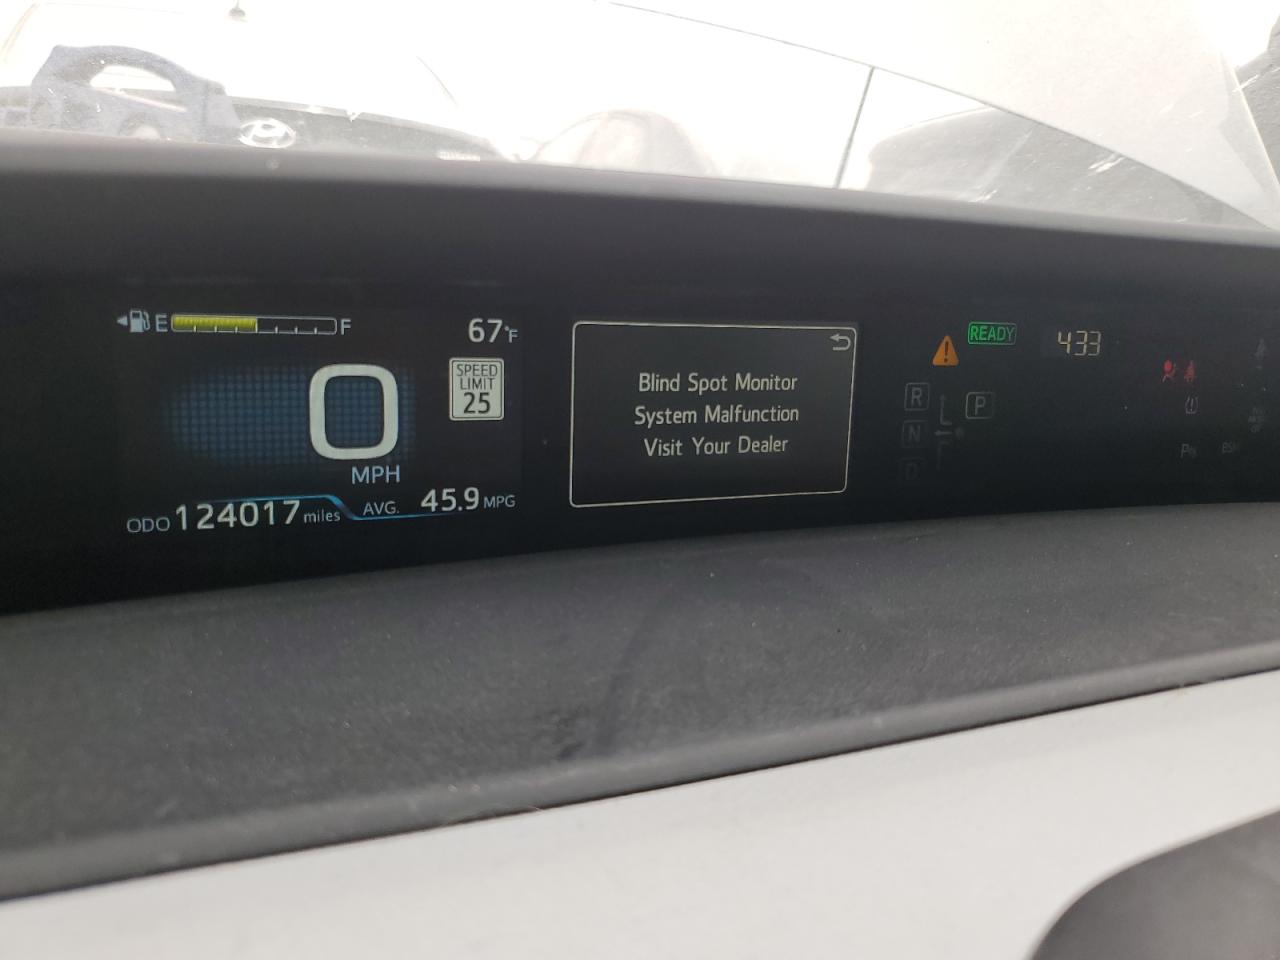 E F
67°F
SPEED
LIMIT
25
0
MPH
ODO 124017 miles
AVG. 45.9 MPG
Blind Spot Monitor
System Malfunction
Visit Your Dealer
READY
433
R
P
N
D